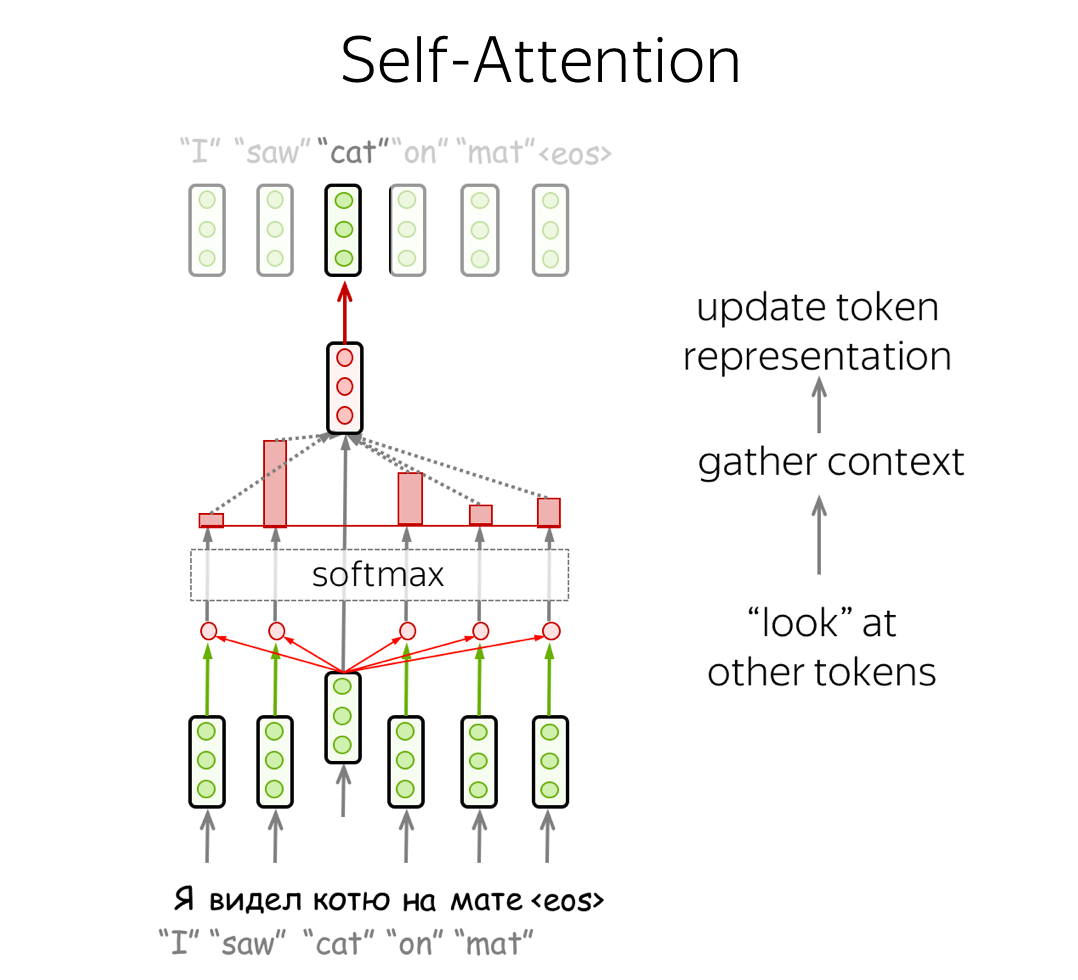 Self-Attention
“I” “saw” “cat” “on” “mat” <eos>
update token
representation
gather context
softmax
“look” at
other tokens
Я видел котю на мате <eos>
“I” “saw” “cat” “on” “mat”